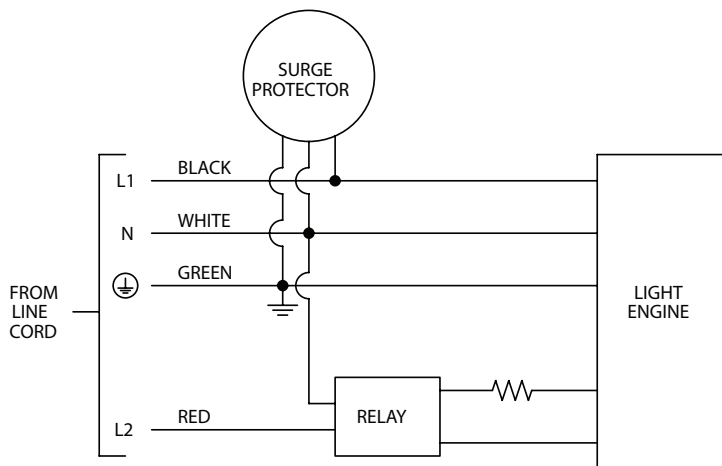 SURGE
PROTECTOR
L1
BLACK
N
WHITE
GREEN
FROM
LINE
CORD
LIGHT
ENGINE
L2
RED
RELAY